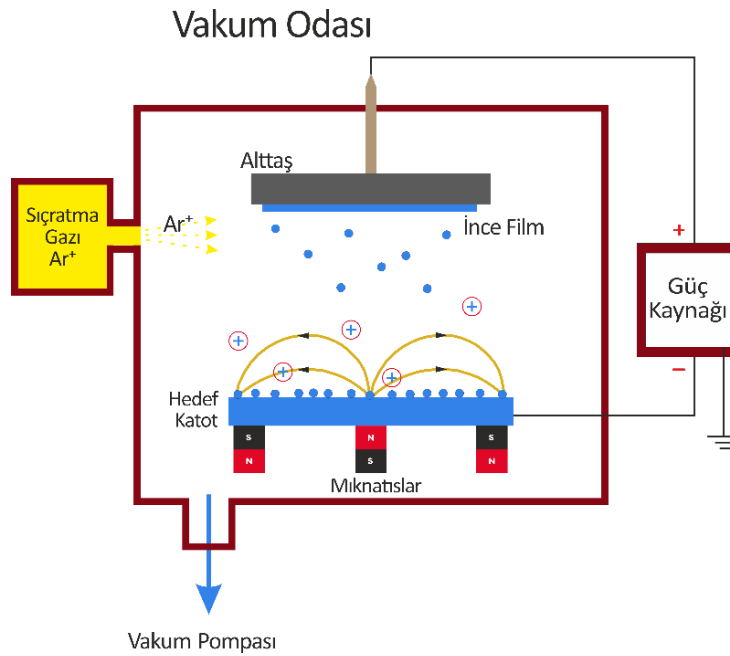 Vakum Odası
Alttaş
Sıçratma
Gazı
Ar⁺
Ar⁺
İnce Film
+
Güç
Kaynağı
−
+
+
+
+
+
Hedef
Katot
S
N
N
S
S
N
Mıknatıslar
Vakum Pompası